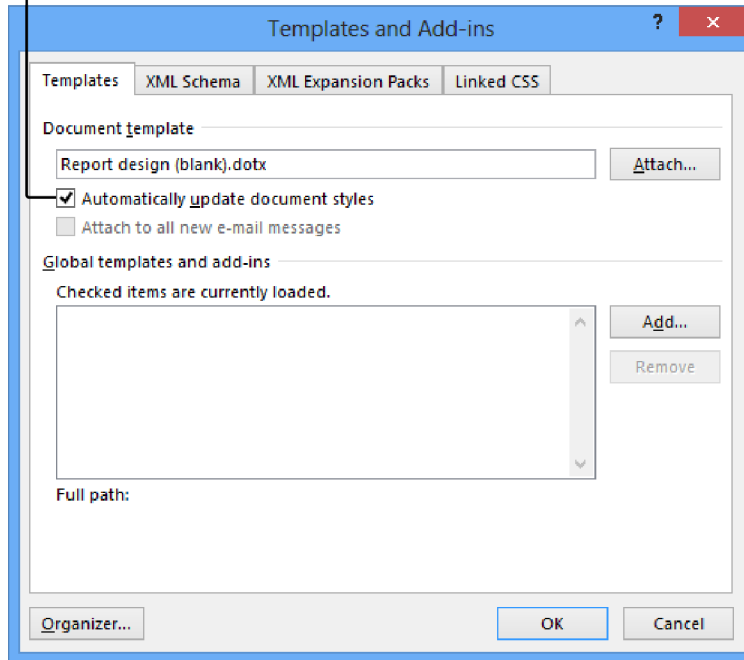 Templates and Add-ins ? ×
Templates XML Schema XML Expansion Packs Linked CSS
Document template
Report design (blank).dotx Attach...
Automatically update document styles
Attach to all new e-mail messages
Global templates and add-ins
Checked items are currently loaded.
Add...
Remove
Full path:
Organizer... OK Cancel